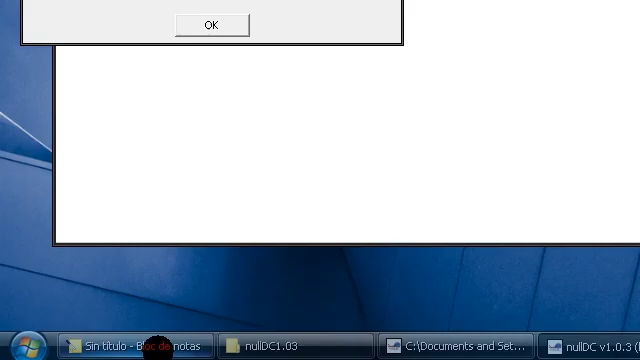 OK
Sin título - Bloc de notas
nullDC1.03
C:\Documents and Set...
nullDC v1.0.3